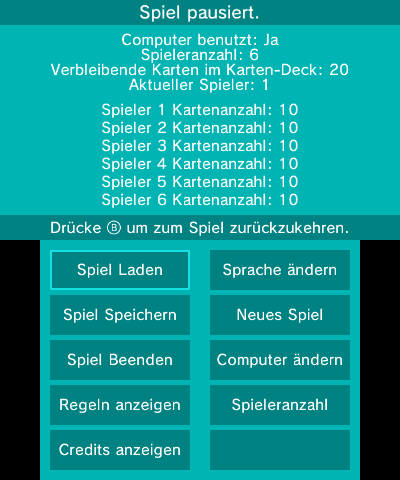 Spiel pausiert.
Computer benutzt: Ja
Spieleranzahl: 6
Verbleibende Karten im Karten-Deck: 20
Aktueller Spieler: 1
Spieler 1 Kartenanzahl: 10
Spieler 2 Kartenanzahl: 10
Spieler 3 Kartenanzahl: 10
Spieler 4 Kartenanzahl: 10
Spieler 5 Kartenanzahl: 10
Spieler 6 Kartenanzahl: 10
Drücke Ⓑ um zum Spiel zurückzukehren.
Spiel Laden
Sprache ändern
Spiel Speichern
Neues Spiel
Spiel Beenden
Computer ändern
Regeln anzeigen
Spieleranzahl
Credits anzeigen